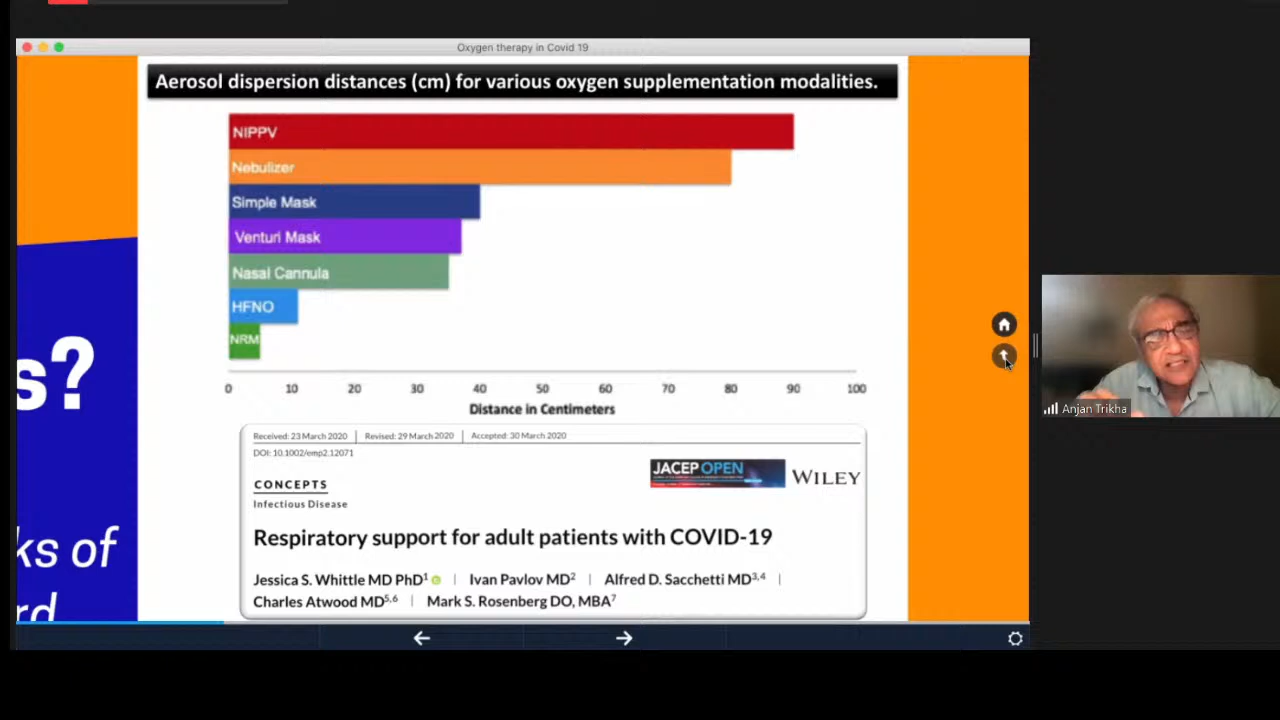 Oxygen therapy in Covid 19
Aerosol dispersion distances (cm) for various oxygen supplementation modalities.
NIPPV
Nebulizer
Simple Mask
Venturi Mask
Nasal Cannula
HFNO
NRM
0 10 20 30 40 50 60 70 80 90 100
Distance in Centimeters
s?
ks of
rd
Received: 23 March 2020 | Revised: 29 March 2020 | Accepted: 30 March 2020
DOI: 10.1002/emp2.12071
JACEP OPEN WILEY
CONCEPTS
Infectious Disease
Respiratory support for adult patients with COVID-19
Jessica S. Whittle MD PhD1 | Ivan Pavlov MD2 | Alfred D. Sacchetti MD3,4 |
Charles Atwood MD5,6 | Mark S. Rosenberg DO, MBA7
Anjan Trikha